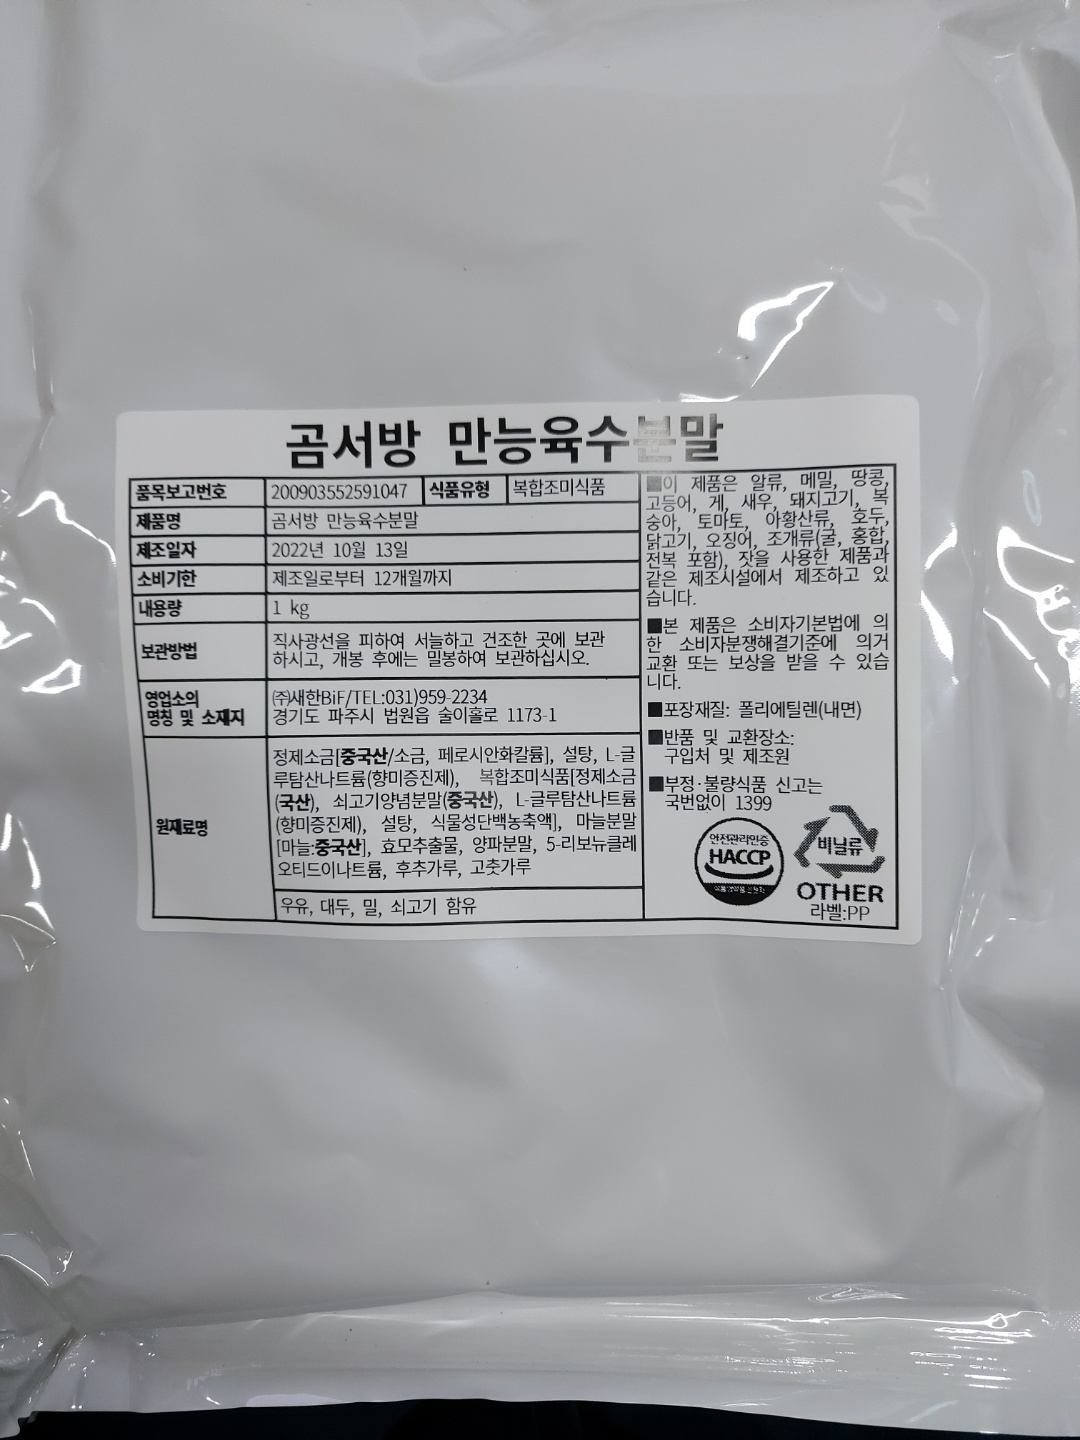 곰서방 만능육수분말
품목보고번호 200903552591047 식품유형 복합조미식품
제품명 곰서방 만능육수분말
제조일자 2022년 10월 13일
소비기한 제조일로부터 12개월까지
내용량 1 kg
보관방법 직사광선을 피하여 서늘하고 건조한 곳에 보관
하시고, 개봉 후에는 밀봉하여 보관하십시오.
영업소의
명칭 및 소재지
㈜새한BiF/TEL:031)959-2234
경기도 파주시 법원읍 술이홀로 1173-1
원재료명
정제소금[중국산/소금, 페로시안화칼륨], 설탕, L-글
루탐산나트륨(향미증진제), 복합조미식품[정제소금
(국산), 쇠고기양념분말(중국산), L-글루탐산나트륨
(향미증진제), 설탕, 식물성단백농축액], 마늘분말
[마늘:중국산], 효모추출물, 양파분말, 5-리보뉴클레
오티드이나트륨, 후추가루, 고춧가루
우유, 대두, 밀, 쇠고기 함유
■이 제품은 알류, 메밀, 땅콩,
고등어, 게, 새우, 돼지고기, 복
숭아, 토마토, 아황산류, 호두,
닭고기, 오징어, 조개류(굴, 홍합,
전복 포함), 잣을 사용한 제품과
같은 제조시설에서 제조하고 있
습니다.
■본 제품은 소비자기본법에 의
한 소비자분쟁해결기준에 의거
교환 또는 보상을 받을 수 있습
니다.
■포장재질: 폴리에틸렌(내면)
■반품 및 교환장소:
구입처 및 제조원
■부정·불량식품 신고는
국번없이 1399
안전관리인증
HACCP
비닐류
OTHER
라벨:PP